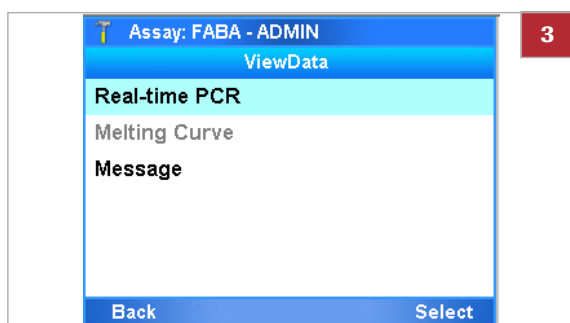 Assay: FABA - ADMIN
3
ViewData
Real-time PCR
Melting Curve
Message
Back Select